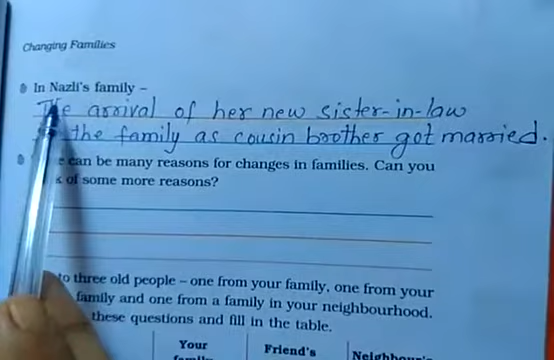 Changing Families
In Nazli's family –
The arrival of her new sister-in-law
the family as cousin brother got married.
can be many reasons for changes in families. Can you
of some more reasons?
to three old people – one from your family, one from your
family and one from a family in your neighbourhood.
these questions and fill in the table.
Your Friend's Neighbour's
family